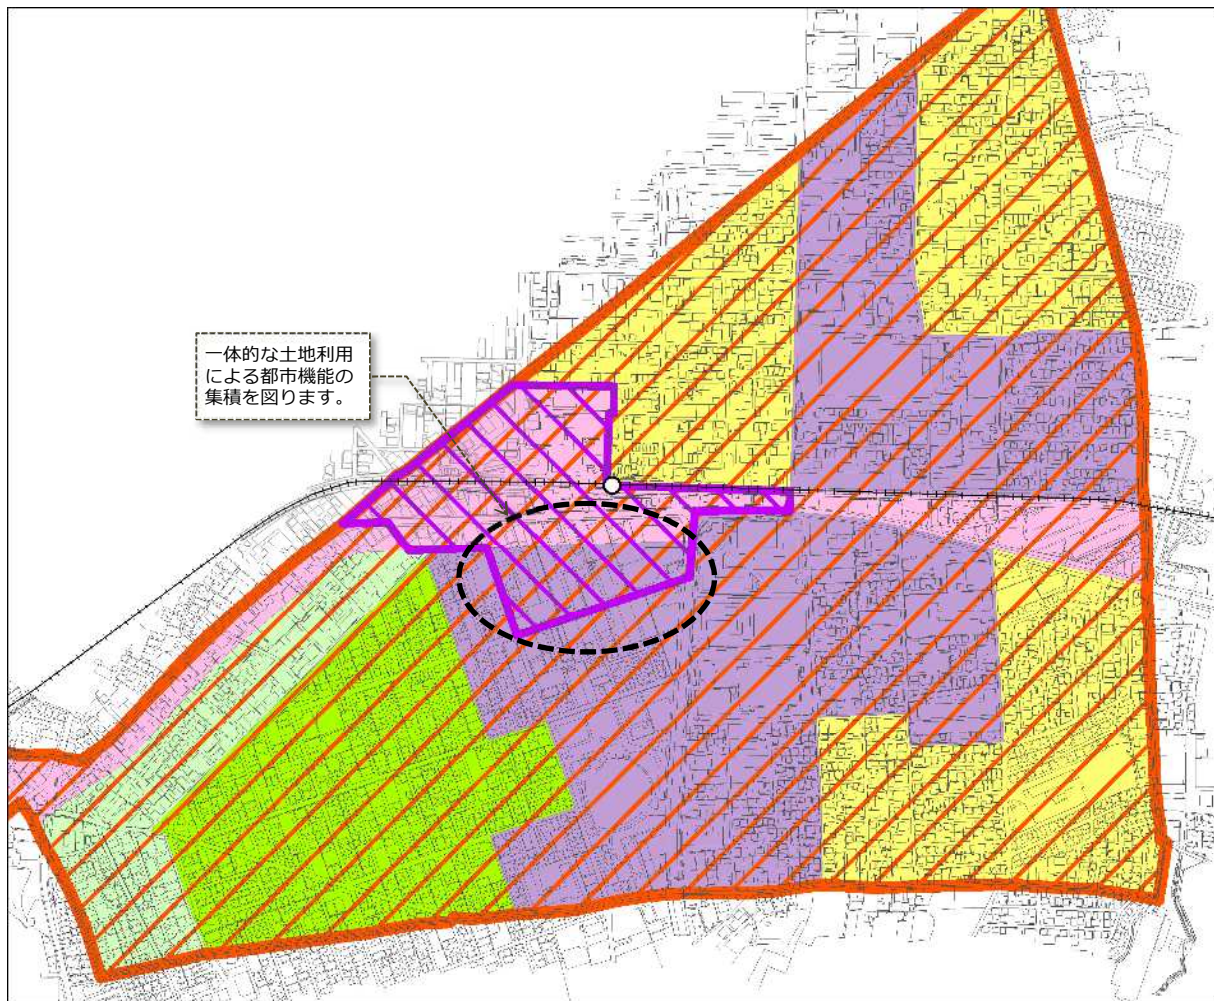 一体的な土地利用
による都市機能の
集積を図ります。